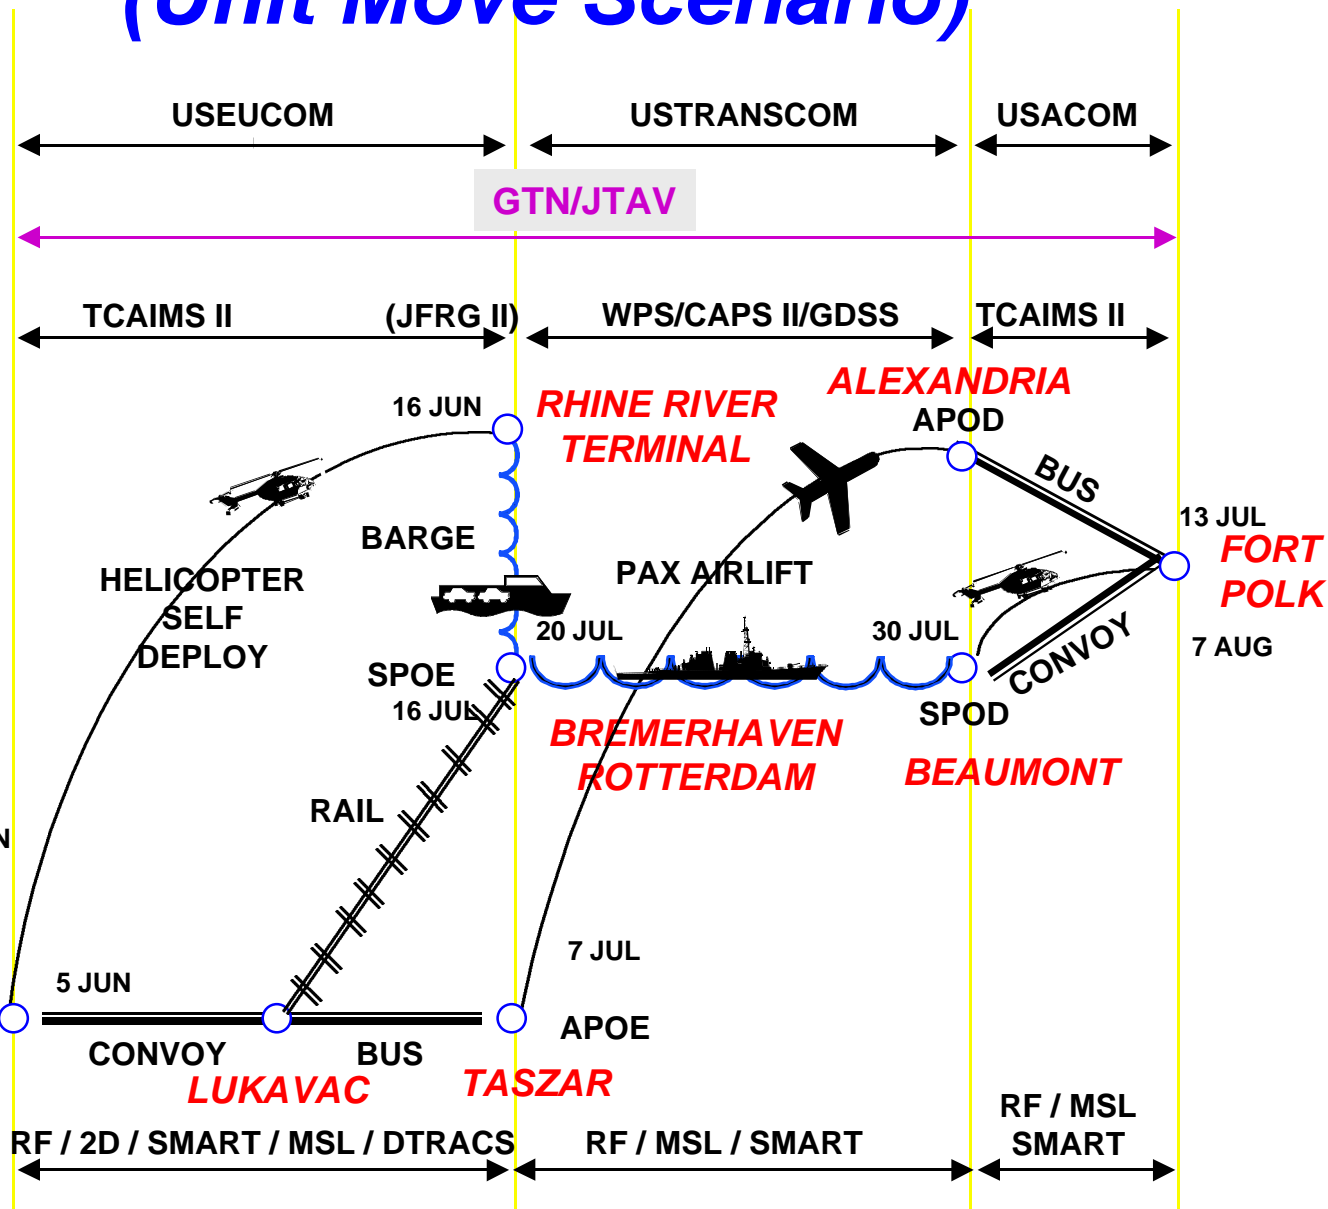 (Unit Move Scenario)
USEUCOM
USTRANSCOM
USACOM
GTN/JTAV
TCAIMS II
(JFRG II)
WPS/CAPS II/GDSS
TCAIMS II
16 JUN
RHINE RIVER
TERMINAL
ALEXANDRIA
APOD
BUS
13 JUL
FORT
POLK
7 AUG
BARGE
HELICOPTER
SELF
DEPLOY
PAX AIRLIFT
20 JUL
30 JUL
CONVOY
SPOE
16 JUL
SPOD
BREMERHAVEN
ROTTERDAM
BEAUMONT
RAIL
7 JUL
5 JUN
APOE
CONVOY
BUS
LUKAVAC
TASZAR
RF / 2D / SMART / MSL / DTRACS
RF / MSL / SMART
RF / MSL
SMART